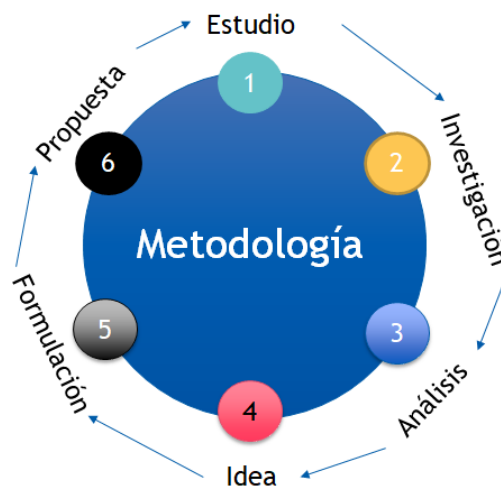 Estudio
1
Investigación
2
Análisis
3
Idea
4
Formulación
5
Propuesta
6
Metodología